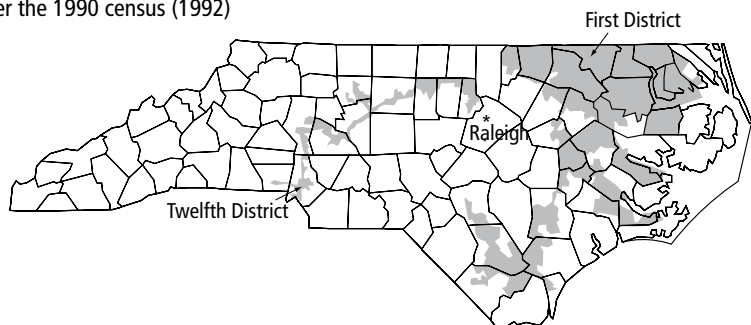 er the 1990 census (1992)
First District
*
Raleigh
Twelfth District